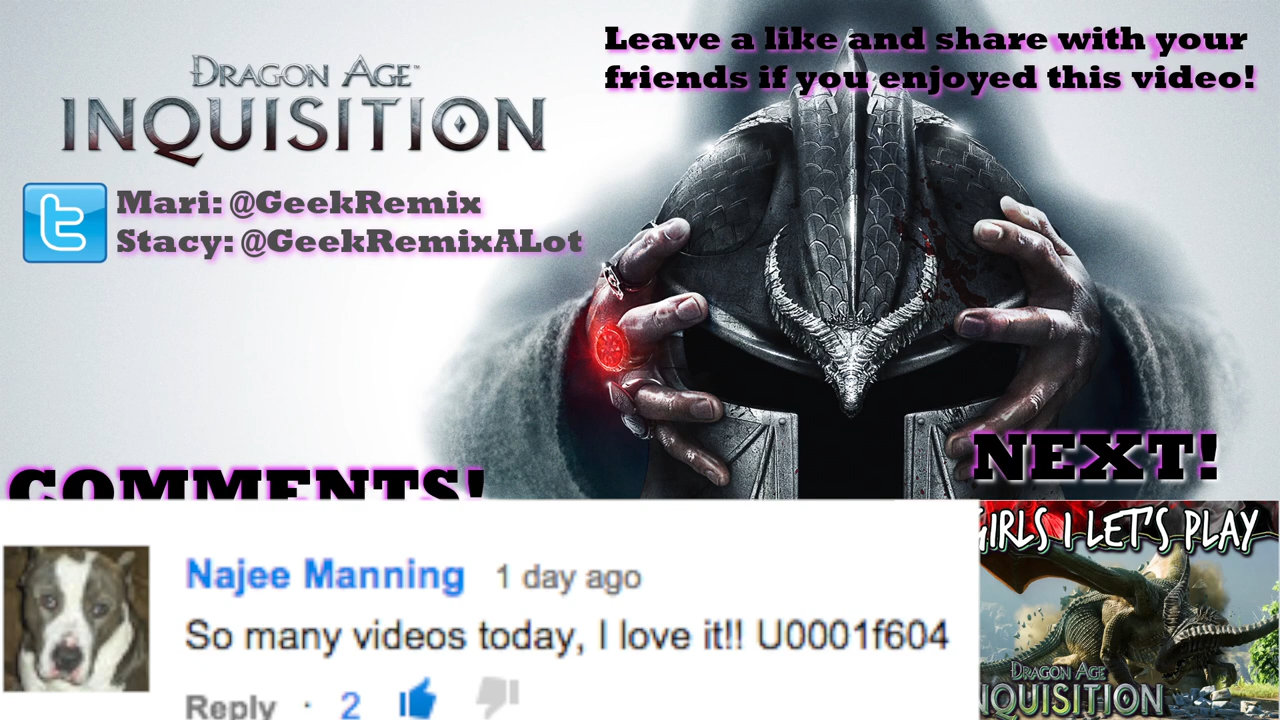 Leave a like and share with your
friends if you enjoyed this video!
DRAGON AGE™
INQUISITION
Mari: @GeekRemix
Stacy: @GeekRemixALot
NEXT!
COMMENTS!
GIRLS I LET'S PLAY
Najee Manning 1 day ago
So many videos today, I love it!! U0001f604
DRAGON AGE
INQUISITION
Reply · 2